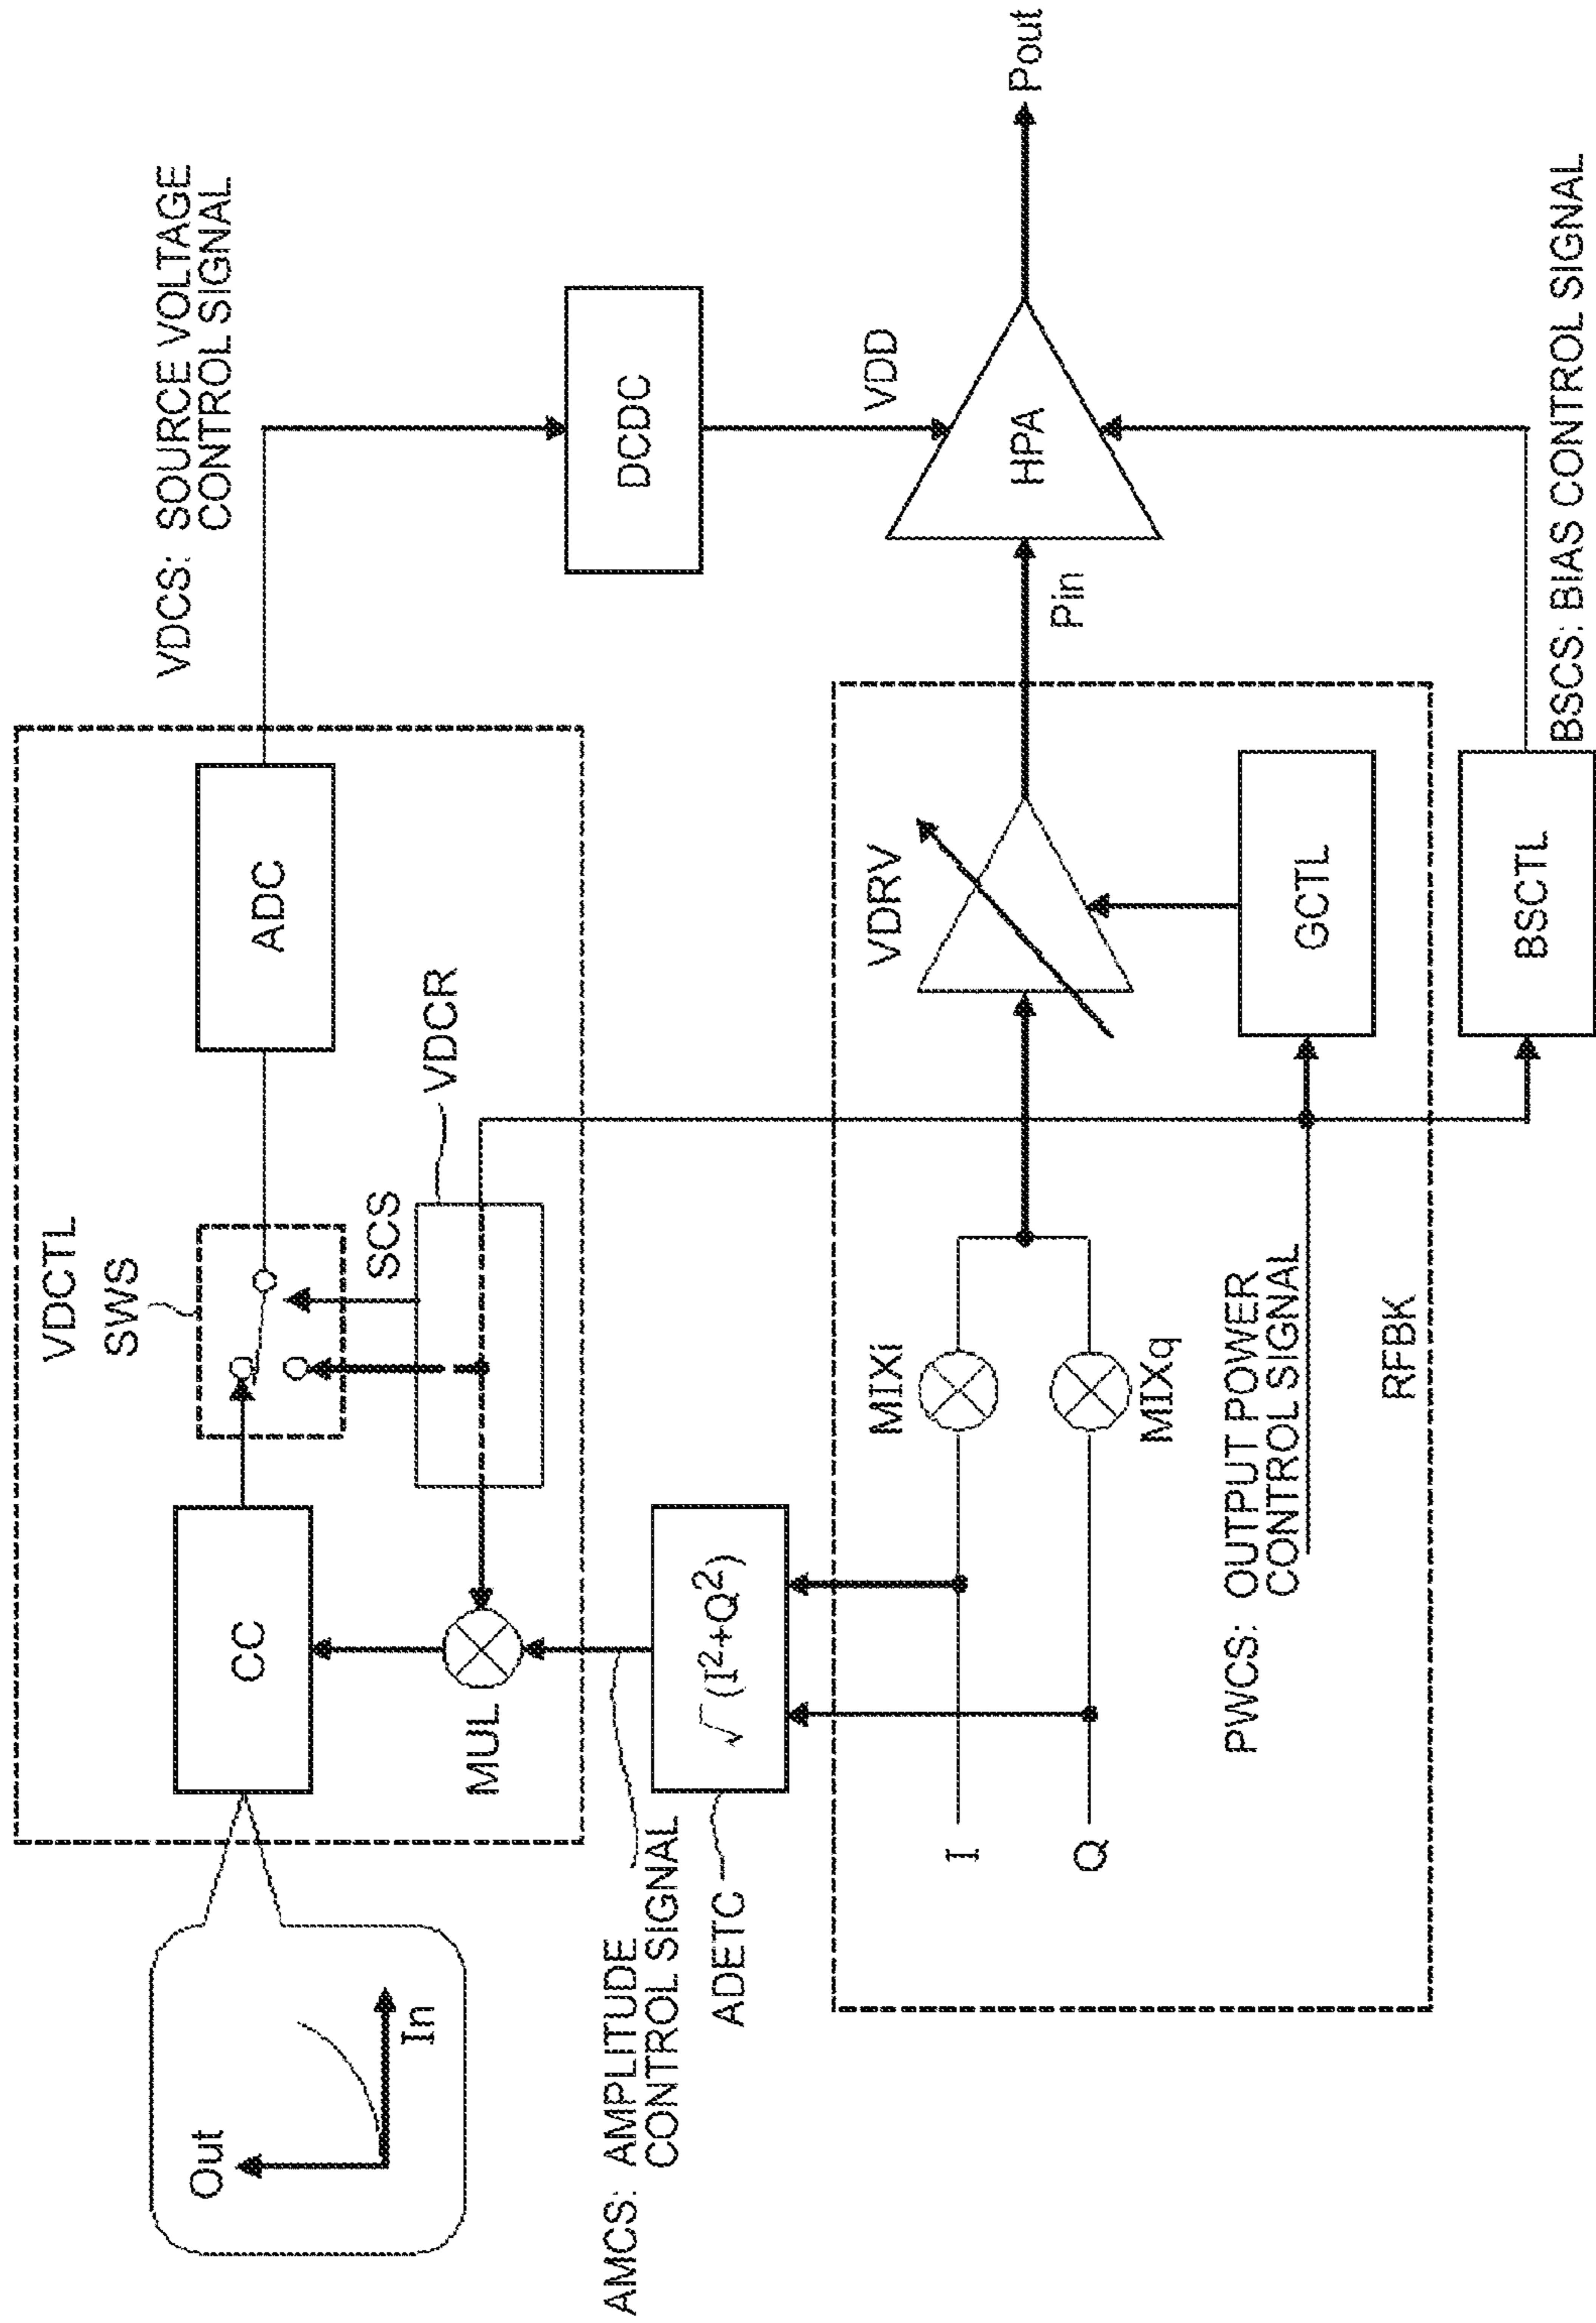 VDCTL
SWS
VDCS: SOURCE VOLTAGE
CONTROL SIGNAL
Out
In
CC
ADC
SCS
VDCR
MUL
DCDC
AMCS: AMPLITUDE
CONTROL SIGNAL
ADETC
√(I²+Q²)
VDD
VDRV
HPA
MIXi
MIXq
I
Q
Pin
Pout
PWCS: OUTPUT POWER
CONTROL SIGNAL
GCTL
RFBK
BSCTL
BSCS: BIAS CONTROL SIGNAL